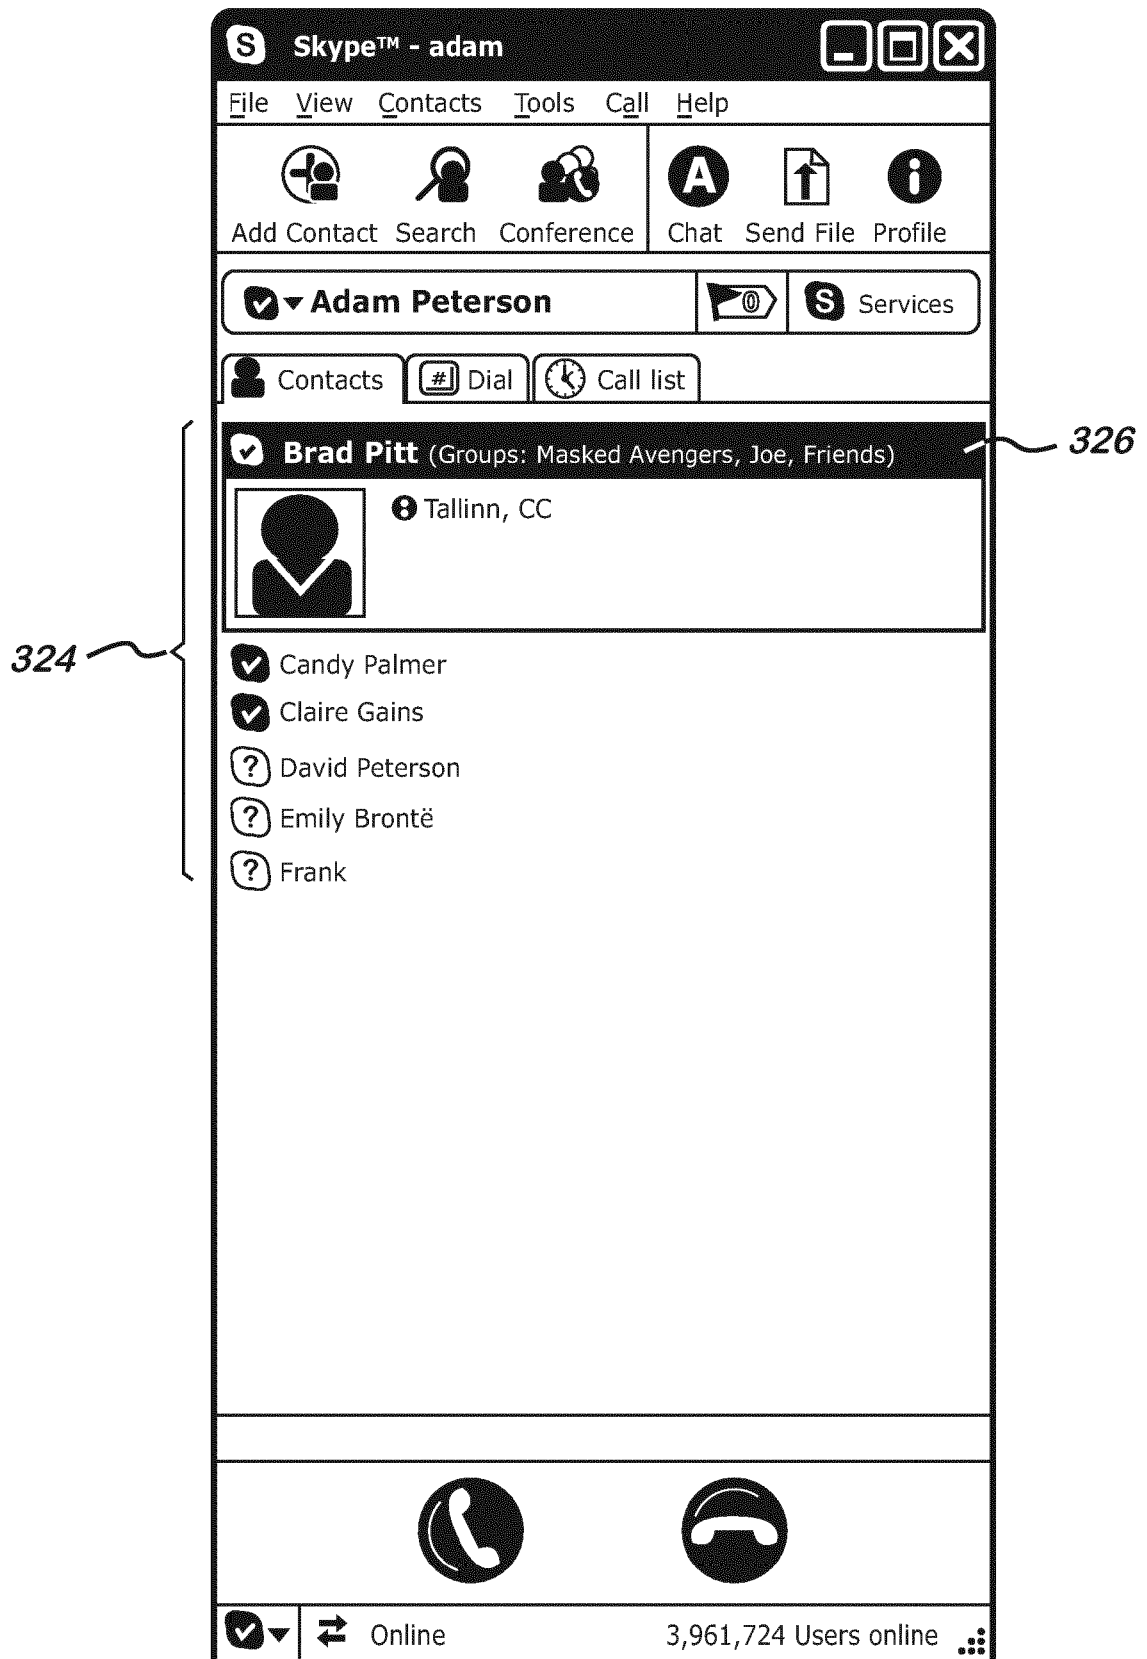 Skype™ - adam
File View Contacts Tools Call Help
Add Contact Search Conference Chat Send File Profile
Adam Peterson 0 Services
Contacts # Dial Call list
Brad Pitt (Groups: Masked Avengers, Joe, Friends) 326
Tallinn, CC
324
Candy Palmer
Claire Gains
? David Peterson
? Emily Brontë
? Frank
Online 3,961,724 Users online